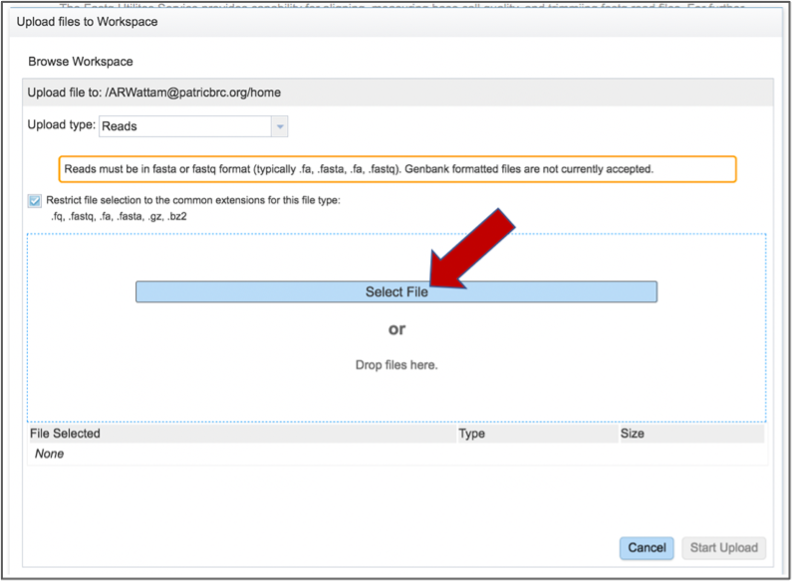 The Fastq Utilites Service provides capability for aligning, measuring base call quality, and trimmiing fastq read files. For further
Upload files to Workspace
Browse Workspace
Upload file to: /ARWattam@patricbrc.org/home
Upload type: Reads
Reads must be in fasta or fastq format (typically .fa, .fasta, .fa, .fastq). Genbank formatted files are not currently accepted.
Restrict file selection to the common extensions for this file type:
.fq, .fastq, .fa, .fasta, .gz, .bz2
Select File
or
Drop files here.
File Selected Type Size
None
Cancel Start Upload